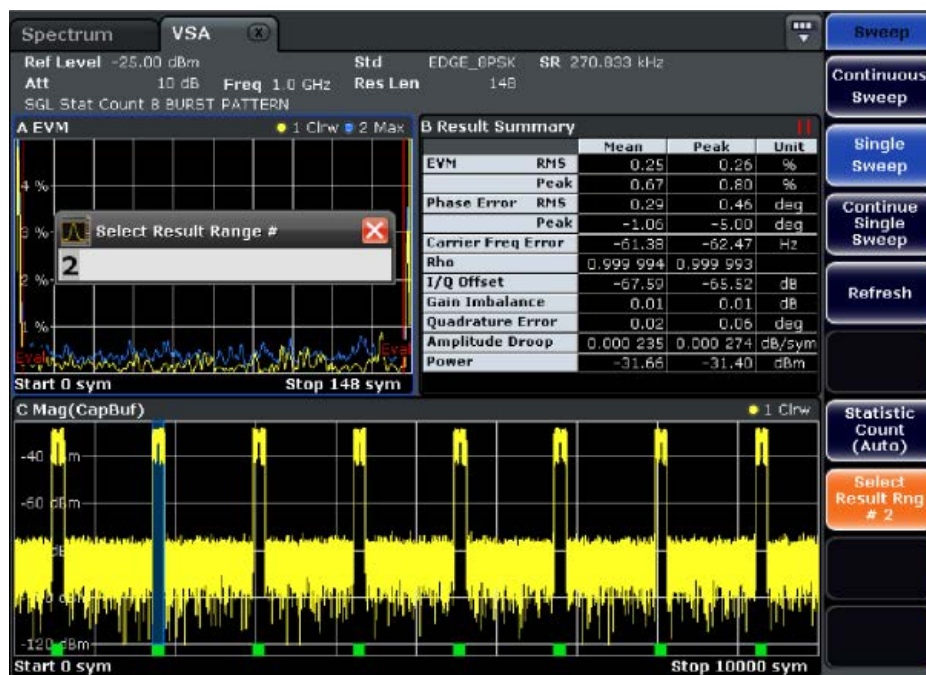 Spectrum VSA X
Sweep
Ref Level -25.00 dBm Std EDGE_8PSK SR 270.833 kHz
Att 10 dB Freq 1.0 GHz Res Len 148
SGL Stat Count 8 BURST PATTERN
A EVM 1 Clrw 2 Max
4 %
3 %
2 %
1 %
Eval Eval
Start 0 sym Stop 148 sym
Select Result Range #
2
B Result Summary
Mean Peak Unit
EVM RMS 0.25 0.26 %
Peak 0.67 0.80 %
Phase Error RMS 0.29 0.46 deg
Peak -1.06 -5.00 deg
Carrier Freq Error -61.38 -62.47 Hz
Rho 0.999 994 0.999 993
I/Q Offset -67.59 -65.52 dB
Gain Imbalance 0.01 0.01 dB
Quadrature Error 0.02 0.06 deg
Amplitude Droop 0.000 235 0.000 274 dB/sym
Power -31.66 -31.40 dBm
C Mag(CapBuf) 1 Clrw
-40
-60 dBm
-120 dBm
Start 0 sym Stop 10000 sym
Continuous
Sweep
Single
Sweep
Continue
Single
Sweep
Refresh
Statistic
Count
(Auto)
Select
Result Rng
# 2